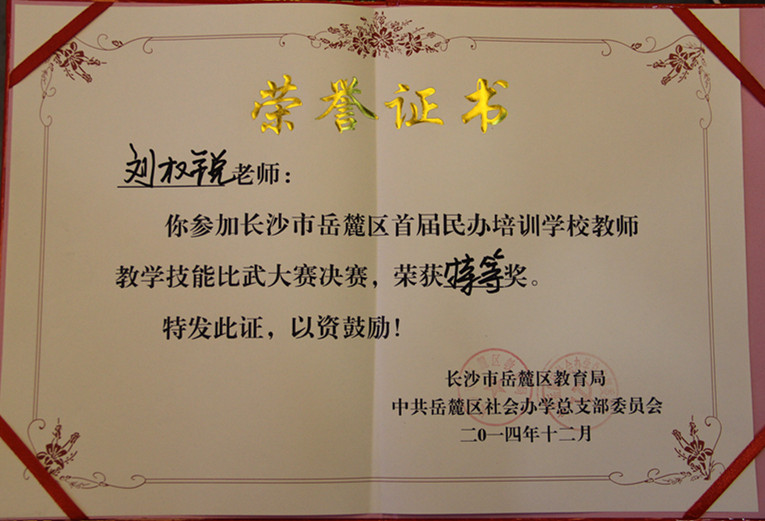 荣誉证书
刘权锐老师：
你参加长沙市岳麓区首届民办培训学校教师
教学技能比武大赛决赛，荣获特等奖。
特发此证，以资鼓励！
长沙市岳麓区教育局
中共岳麓区社会办学总支部委员会
二0一四年十二月